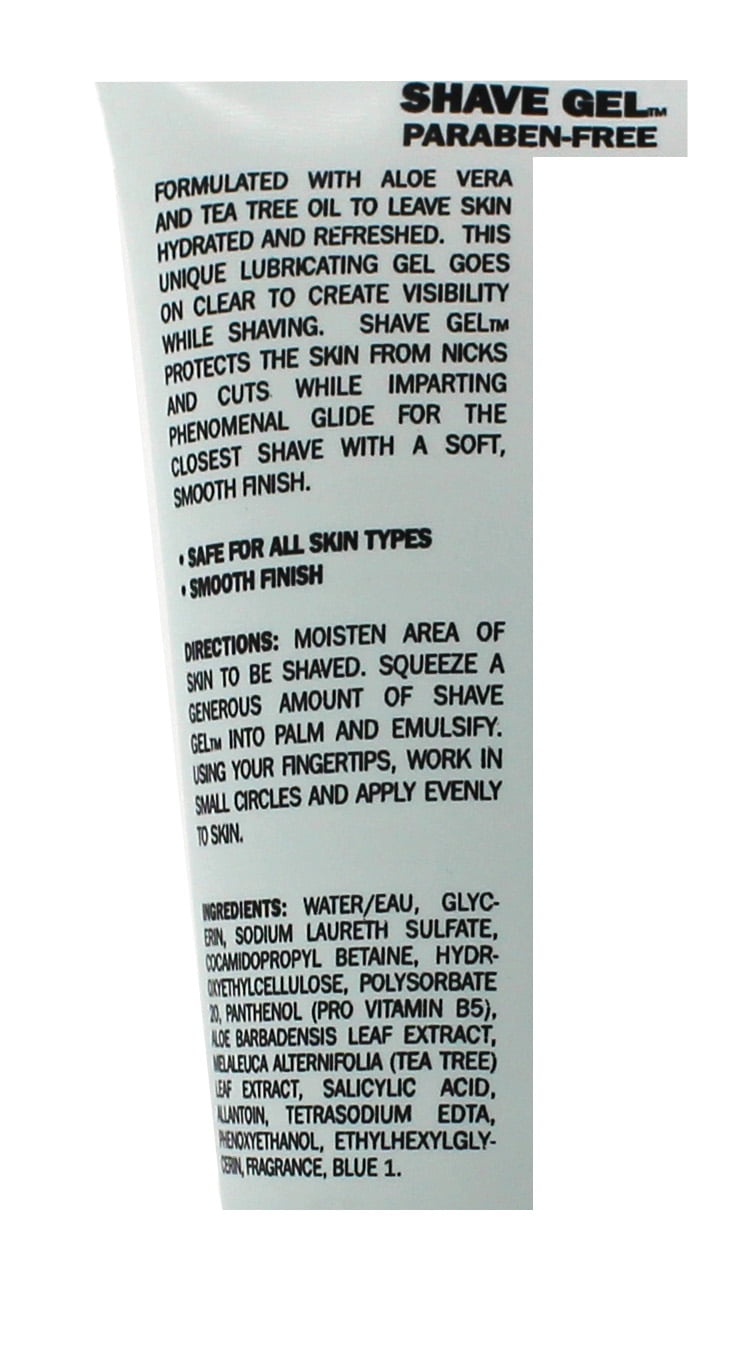 SHAVE GEL™
PARABEN-FREE
FORMULATED WITH ALOE VERA
AND TEA TREE OIL TO LEAVE SKIN
HYDRATED AND REFRESHED. THIS
UNIQUE LUBRICATING GEL GOES
ON CLEAR TO CREATE VISIBILITY
WHILE SHAVING. SHAVE GEL™
PROTECTS THE SKIN FROM NICKS
AND CUTS WHILE IMPARTING
PHENOMENAL GLIDE FOR THE
CLOSEST SHAVE WITH A SOFT,
SMOOTH FINISH.
• SAFE FOR ALL SKIN TYPES
• SMOOTH FINISH
DIRECTIONS: MOISTEN AREA OF
SKIN TO BE SHAVED. SQUEEZE A
GENEROUS AMOUNT OF SHAVE
GEL™ INTO PALM AND EMULSIFY.
USING YOUR FINGERTIPS, WORK IN
SMALL CIRCLES AND APPLY EVENLY
TO SKIN.
INGREDIENTS: WATER/EAU, GLYC-
ERIN, SODIUM LAURETH SULFATE,
COCAMIDOPROPYL BETAINE, HYDR-
OXYETHYLCELLULOSE, POLYSORBATE
20, PANTHENOL (PRO VITAMIN B5),
ALOE BARBADENSIS LEAF EXTRACT,
MELALEUCA ALTERNIFOLIA (TEA TREE)
LEAF EXTRACT, SALICYLIC ACID,
ALLANTOIN, TETRASODIUM EDTA,
PHENOXYETHANOL, ETHYLHEXYLGLY-
CERIN, FRAGRANCE, BLUE 1.